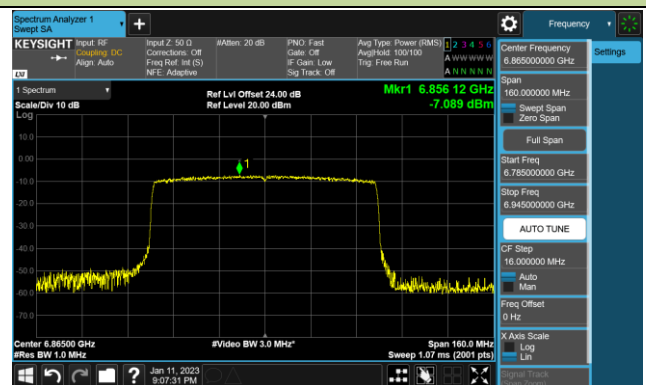 Spectrum Analyzer 1
Swept SA
Frequency
KEYSIGHT
Input: RF
Coupling: DC
Align: Auto
Input Z: 50 Ω
Corrections: Off
Freq Ref: Int (S)
NFE: Adaptive
#Atten: 20 dB
PNO: Fast
Gate: Off
IF Gain: Low
Sig Track: Off
Avg Type: Power (RMS)
Avg|Hold: 100/100
Trig: Free Run
1 2 3 4 5 6
A W W W W W
A N N N N N
LXI
1 Spectrum
Scale/Div 10 dB
Log
Ref Lvl Offset 24.00 dB
Ref Level 20.00 dBm
Mkr1 6.856 12 GHz
-7.089 dBm
10.0
0.00
-10.0
-20.0
-30.0
-40.0
-50.0
-60.0
-70.0
1
Center 6.86500 GHz
#Res BW 1.0 MHz
#Video BW 3.0 MHz*
Span 160.0 MHz
Sweep 1.07 ms (2001 pts)
Jan 11, 2023
9:07:31 PM
Center Frequency
6.865000000 GHz
Span
160.000000 MHz
Swept Span
Zero Span
Full Span
Start Freq
6.785000000 GHz
Stop Freq
6.945000000 GHz
AUTO TUNE
CF Step
16.000000 MHz
Auto
Man
Freq Offset
0 Hz
X Axis Scale
Log
Lin
Signal Track
Settings